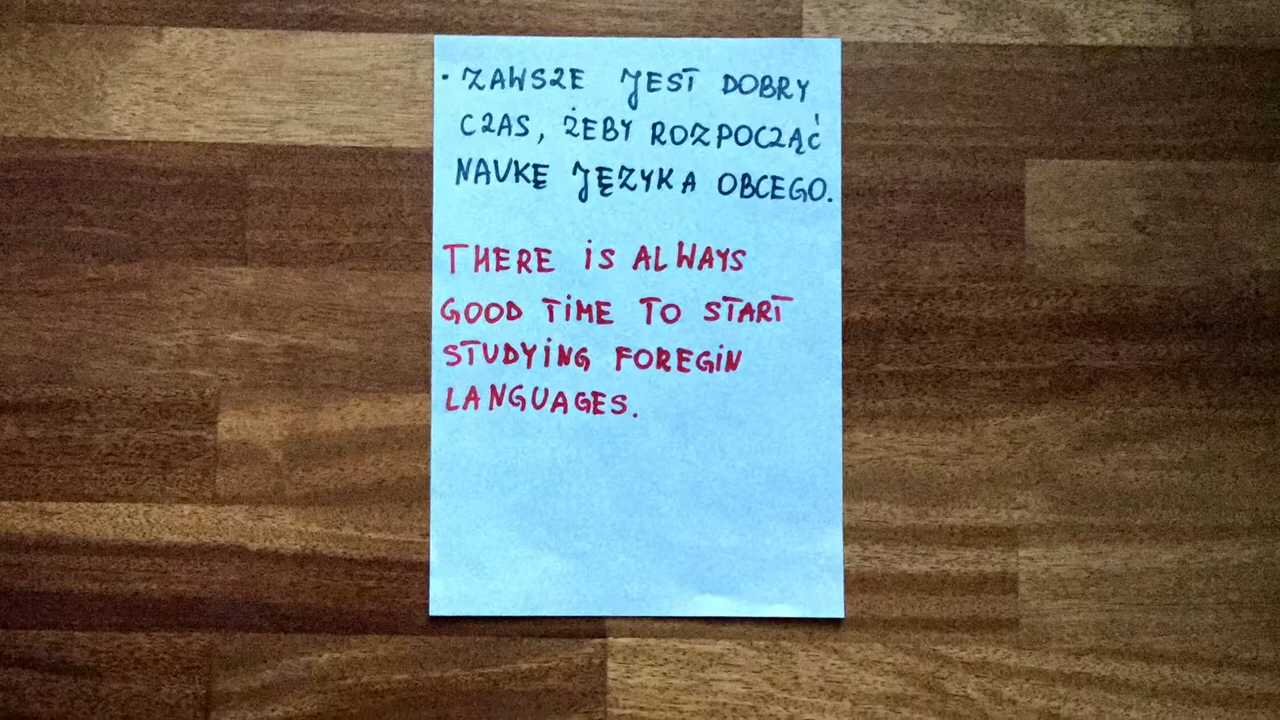 · ZAWSZE JEST DOBRY
CZAS, ŻEBY ROZPOCZĄĆ
NAUKĘ JĘZYKA OBCEGO.
THERE IS ALWAYS
GOOD TIME TO START
STUDYING FOREGIN
LANGUAGES.